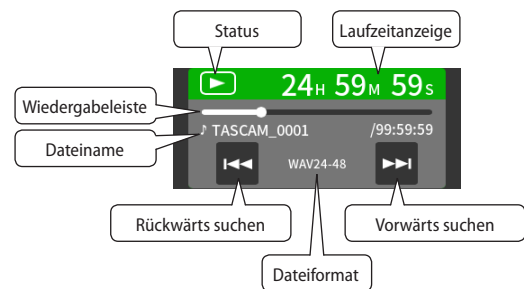 Status
Laufzeitanzeige
24H 59M 59S
Wiedergabeleiste
♪ TASCAM_0001 /99:59:59
Dateiname
WAV24-48
Rückwärts suchen
Vorwärts suchen
Dateiformat